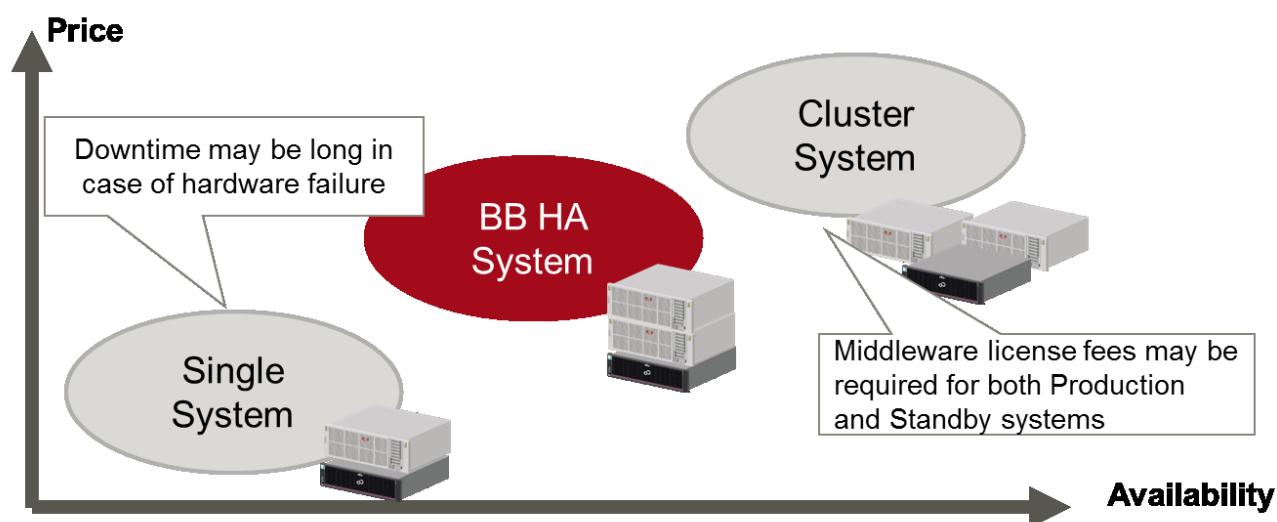 Price
Downtime may be long in
case of hardware failure
Cluster
System
BB HA
System
Single
System
Middleware license fees may be
required for both Production
and Standby systems
Availability